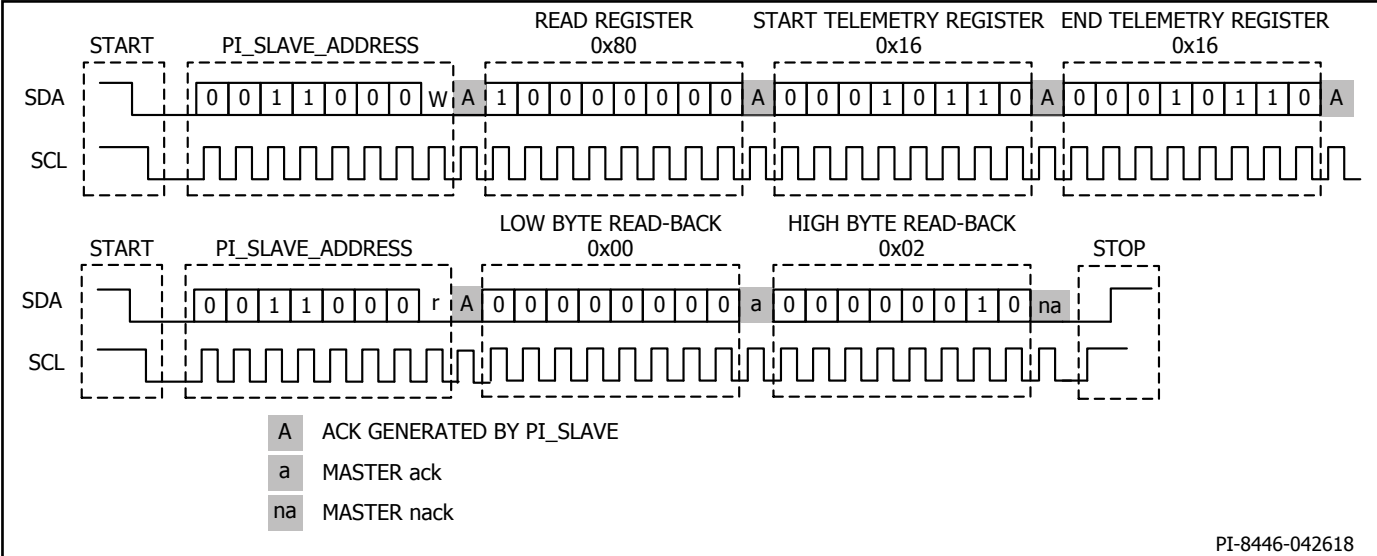 READ REGISTER START TELEMETRY REGISTER END TELEMETRY REGISTER
START PI_SLAVE_ADDRESS 0x80 0x16 0x16
SDA 0 0 1 1 0 0 0 W A 1 0 0 0 0 0 0 0 A 0 0 0 1 0 1 1 0 A 0 0 0 1 0 1 1 0 A
SCL
LOW BYTE READ-BACK HIGH BYTE READ-BACK
START PI_SLAVE_ADDRESS 0x00 0x02 STOP
SDA 0 0 1 1 0 0 0 r A 0 0 0 0 0 0 0 0 a 0 0 0 0 0 0 1 0 na
SCL
A ACK GENERATED BY PI_SLAVE
a MASTER ack
na MASTER nack
PI-8446-042618